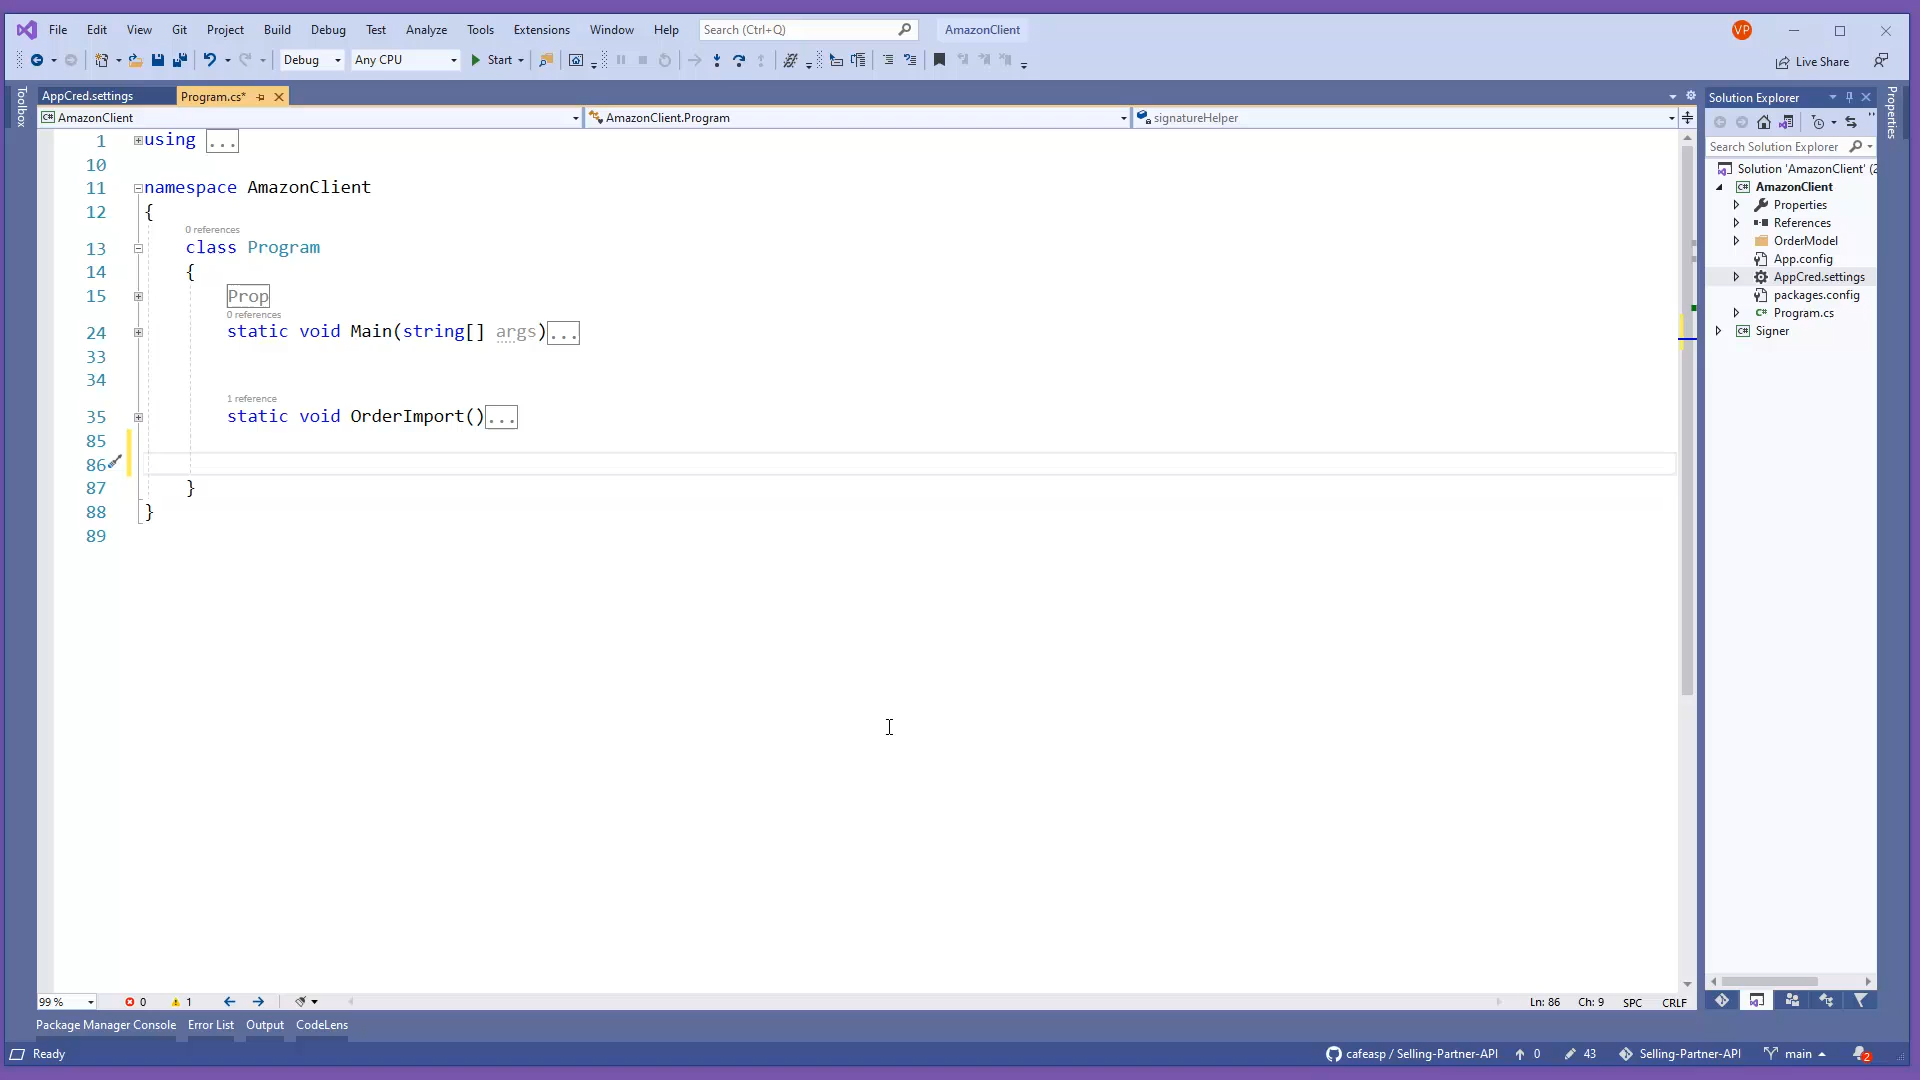 File Edit View Git Project Build Debug Test Analyze Tools Extensions Window Help Search (Ctrl+Q) AmazonClient VP
Debug Any CPU Start Live Share
Toolbox
AppCred.settings Program.cs*
AmazonClient AmazonClient.Program signatureHelper
1 using ...
10
11 namespace AmazonClient
12 {
0 references
13 class Program
14 {
15 Prop
0 references
24 static void Main(string[] args)...
33
34
1 reference
35 static void OrderImport()...
85
86
87 }
88 }
89
Solution Explorer
Search Solution Explorer
Solution 'AmazonClient' (2
AmazonClient
Properties
References
OrderModel
App.config
AppCred.settings
packages.config
Program.cs
Signer
Properties
99 % 0 1 Ln: 86 Ch: 9 SPC CRLF
Package Manager Console Error List Output CodeLens
Ready cafeasp / Selling-Partner-API 0 43 Selling-Partner-API main 2